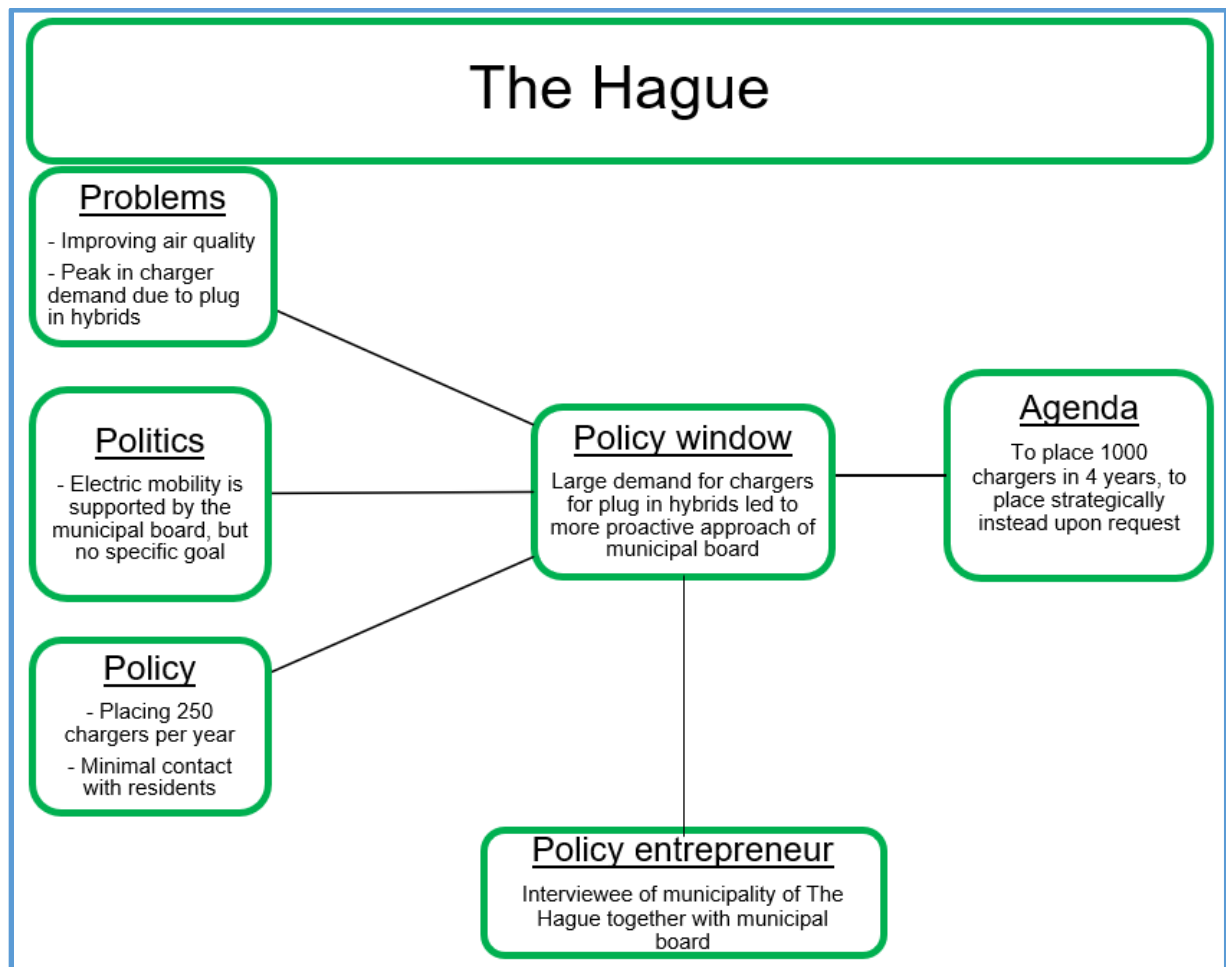 The Hague
Problems
- Improving air quality
- Peak in charger
demand due to plug
in hybrids
Politics
- Electric mobility is
supported by the
municipal board, but
no specific goal
Policy
- Placing 250
chargers per year
- Minimal contact
with residents
Policy window
Large demand for chargers
for plug in hybrids led to
more proactive approach of
municipal board
Agenda
To place 1000
chargers in 4 years, to
place strategically
instead upon request
Policy entrepreneur
Interviewee of municipality of The
Hague together with municipal
board